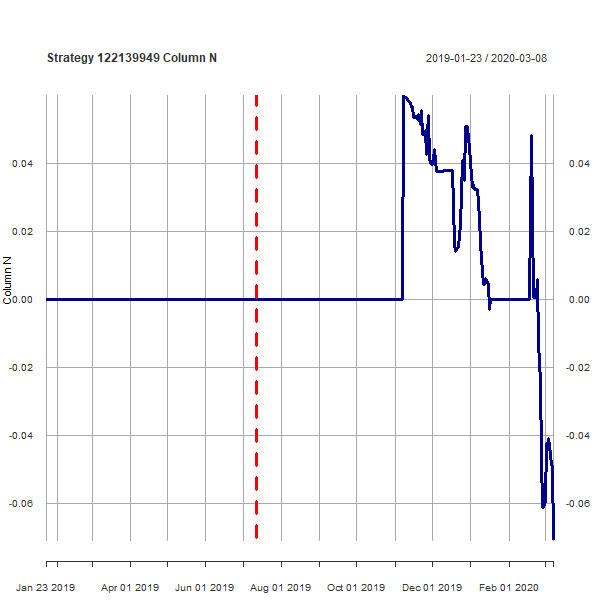 Strategy 122139949 Column N
2019-01-23 / 2020-03-08
Column N
0.04
0.02
0.00
-0.02
-0.04
-0.06
0.04
0.02
0.00
-0.02
-0.04
-0.06
Jan 23 2019
Apr 01 2019
Jun 01 2019
Aug 01 2019
Oct 01 2019
Dec 01 2019
Feb 01 2020